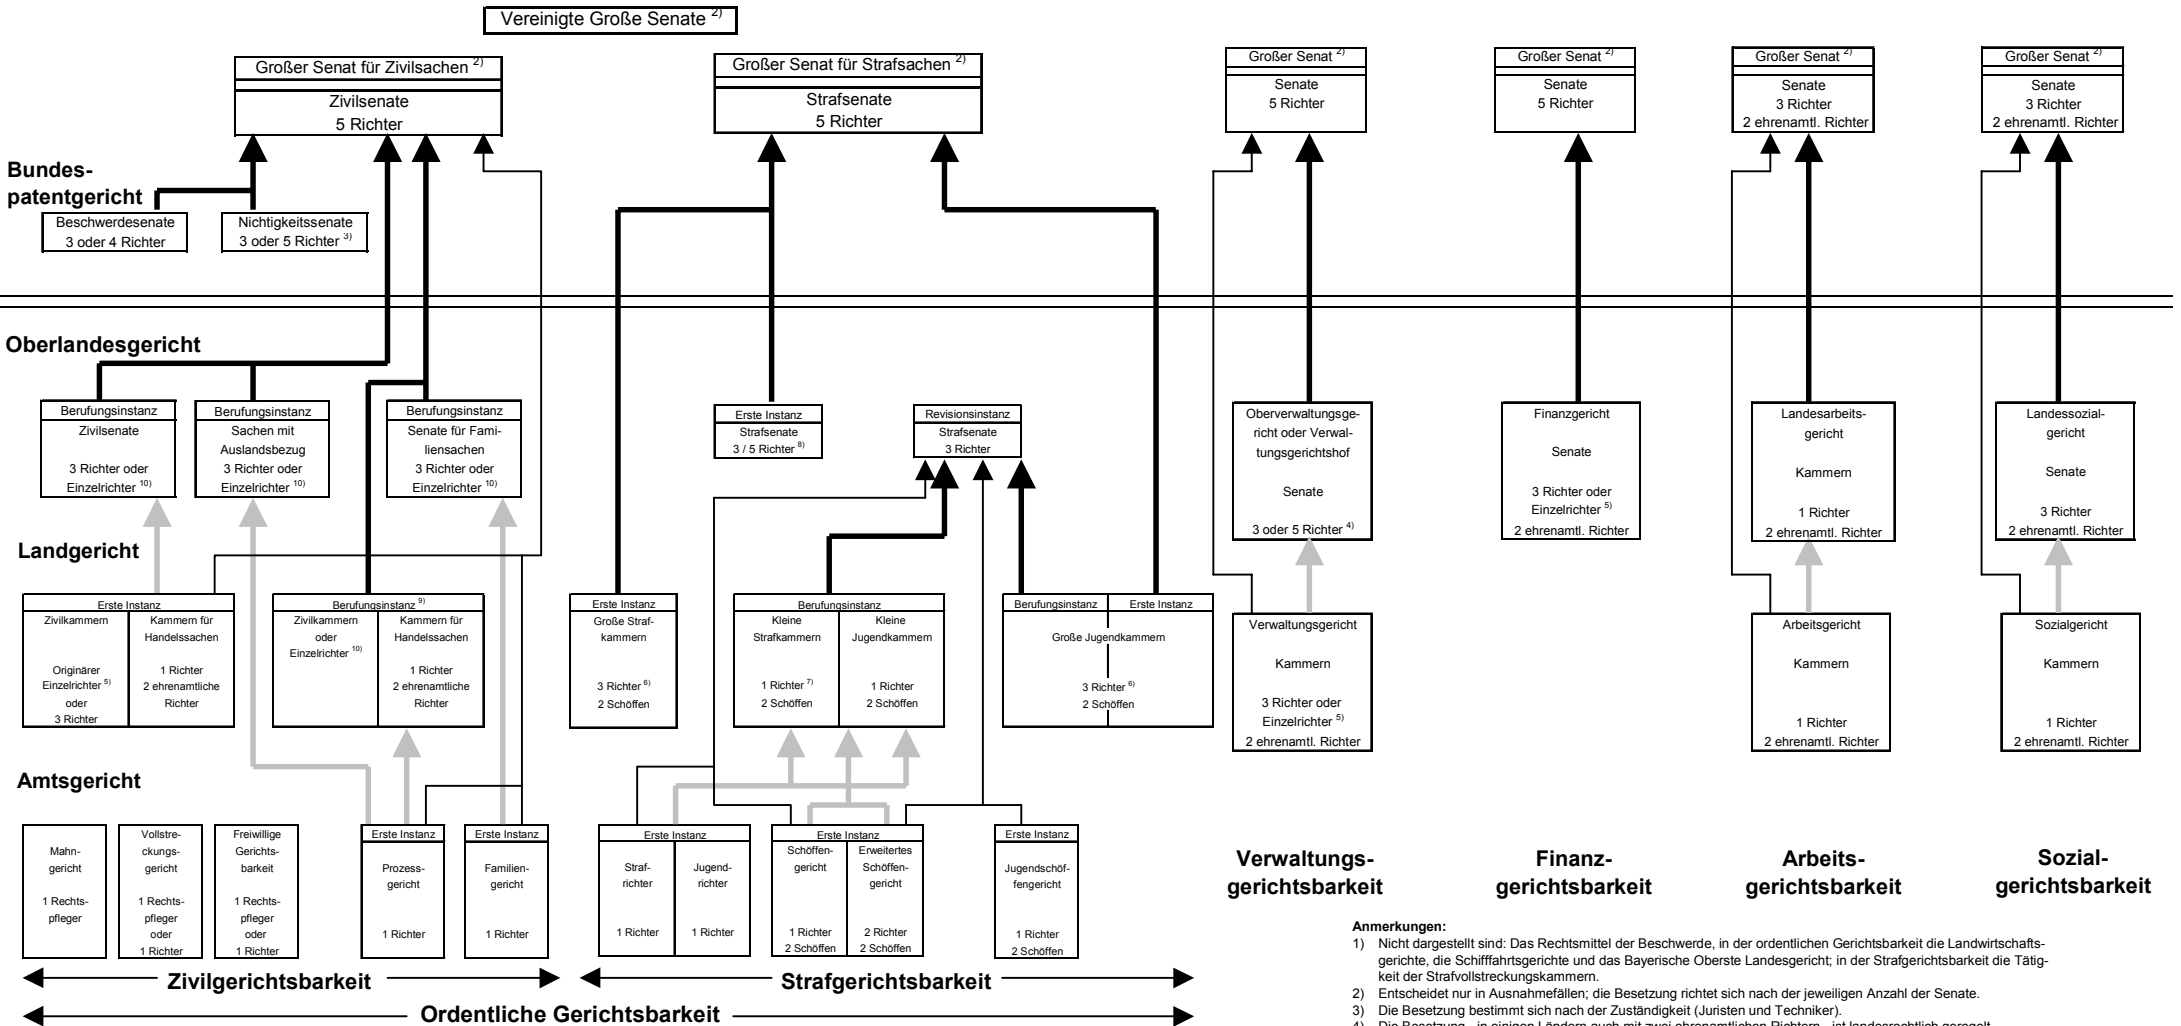 Vereinigte Große Senate 2)
Großer Senat für Zivilsachen 2)
Zivilsenate
5 Richter
Großer Senat für Strafsachen 2)
Strafsenate
5 Richter
Großer Senat 2)
Senate
5 Richter
Großer Senat 2)
Senate
5 Richter
Großer Senat 2)
Senate
3 Richter
2 ehrenamtl. Richter
Großer Senat 2)
Senate
3 Richter
2 ehrenamtl. Richter
Bundes-
patentgericht
Beschwerdesenate
3 oder 4 Richter
Nichtigkeitssenate
3 oder 5 Richter 3)
Oberlandesgericht
Berufungsinstanz
Zivilsenate
3 Richter oder
Einzelrichter 10)
Berufungsinstanz
Sachen mit
Auslandsbezug
3 Richter oder
Einzelrichter 10)
Berufungsinstanz
Senate für Fami-
liensachen
3 Richter oder
Einzelrichter 10)
Erste Instanz
Strafsenate
3 / 5 Richter 8)
Revisionsinstanz
Strafsenate
3 Richter
Oberverwaltungsge-
richt oder Verwal-
tungsgerichtshof
Senate
3 oder 5 Richter 4)
Finanzgericht
Senate
3 Richter oder
Einzelrichter 5)
2 ehrenamtl. Richter
Landesarbeits-
gericht
Kammern
1 Richter
2 ehrenamtl. Richter
Landessozial-
gericht
Senate
3 Richter
2 ehrenamtl. Richter
Landgericht
Erste Instanz
Zivilkammern
Originärer
Einzelrichter 5)
oder
3 Richter
Kammern für
Handelssachen
1 Richter
2 ehrenamtliche
Richter
Berufungsinstanz 9)
Zivilkammern
oder
Einzelrichter 10)
Kammern für
Handelssachen
1 Richter
2 ehrenamtliche
Richter
Erste Instanz
Große Straf-
kammern
3 Richter 6)
2 Schöffen
Berufungsinstanz
Kleine
Strafkammern
1 Richter 7)
2 Schöffen
Kleine
Jugendkammern
1 Richter
2 Schöffen
Berufungsinstanz
Erste Instanz
Große Jugendkammern
3 Richter 6)
2 Schöffen
Verwaltungsgericht
Kammern
3 Richter oder
Einzelrichter 5)
2 ehrenamtl. Richter
Arbeitsgericht
Kammern
1 Richter
2 ehrenamtl. Richter
Sozialgericht
Kammern
1 Richter
2 ehrenamtl. Richter
Amtsgericht
Mahn-
gericht
1 Rechts-
pfleger
Vollstre-
ckungs-
gericht
1 Rechts-
pfleger
oder
1 Richter
Freiwillige
Gerichts-
barkeit
1 Rechts-
pfleger
oder
1 Richter
Erste Instanz
Prozess-
gericht
1 Richter
Erste Instanz
Familien-
gericht
1 Richter
Erste Instanz
Straf-
richter
1 Richter
Jugend-
richter
1 Richter
Erste Instanz
Schöffen-
gericht
1 Richter
2 Schöffen
Erweitertes
Schöffen-
gericht
2 Richter
2 Schöffen
Erste Instanz
Jugendschöf-
fengericht
1 Richter
2 Schöffen
Verwaltungs-
gerichtsbarkeit
Finanz-
gerichtsbarkeit
Arbeits-
gerichtsbarkeit
Sozial-
gerichtsbarkeit
Zivilgerichtsbarkeit
Strafgerichtsbarkeit
Ordentliche Gerichtsbarkeit
Anmerkungen:
1) Nicht dargestellt sind: Das Rechtsmittel der Beschwerde, in der ordentlichen Gerichtsbarkeit die Landwirtschafts-
gerichte, die Schifffahrtsgerichte und das Bayerische Oberste Landesgericht; in der Strafgerichtsbarkeit die Tätig-
keit der Strafvollstreckungskammern.
2) Entscheidet nur in Ausnahmefällen; die Besetzung richtet sich nach der jeweiligen Anzahl der Senate.
3) Die Besetzung bestimmt sich nach der Zuständigkeit (Juristen und Techniker).
4) Die Besetzung - in einigen Ländern auch mit zwei ehrenamtlichen Richtern - ist landesrechtlich geregelt.